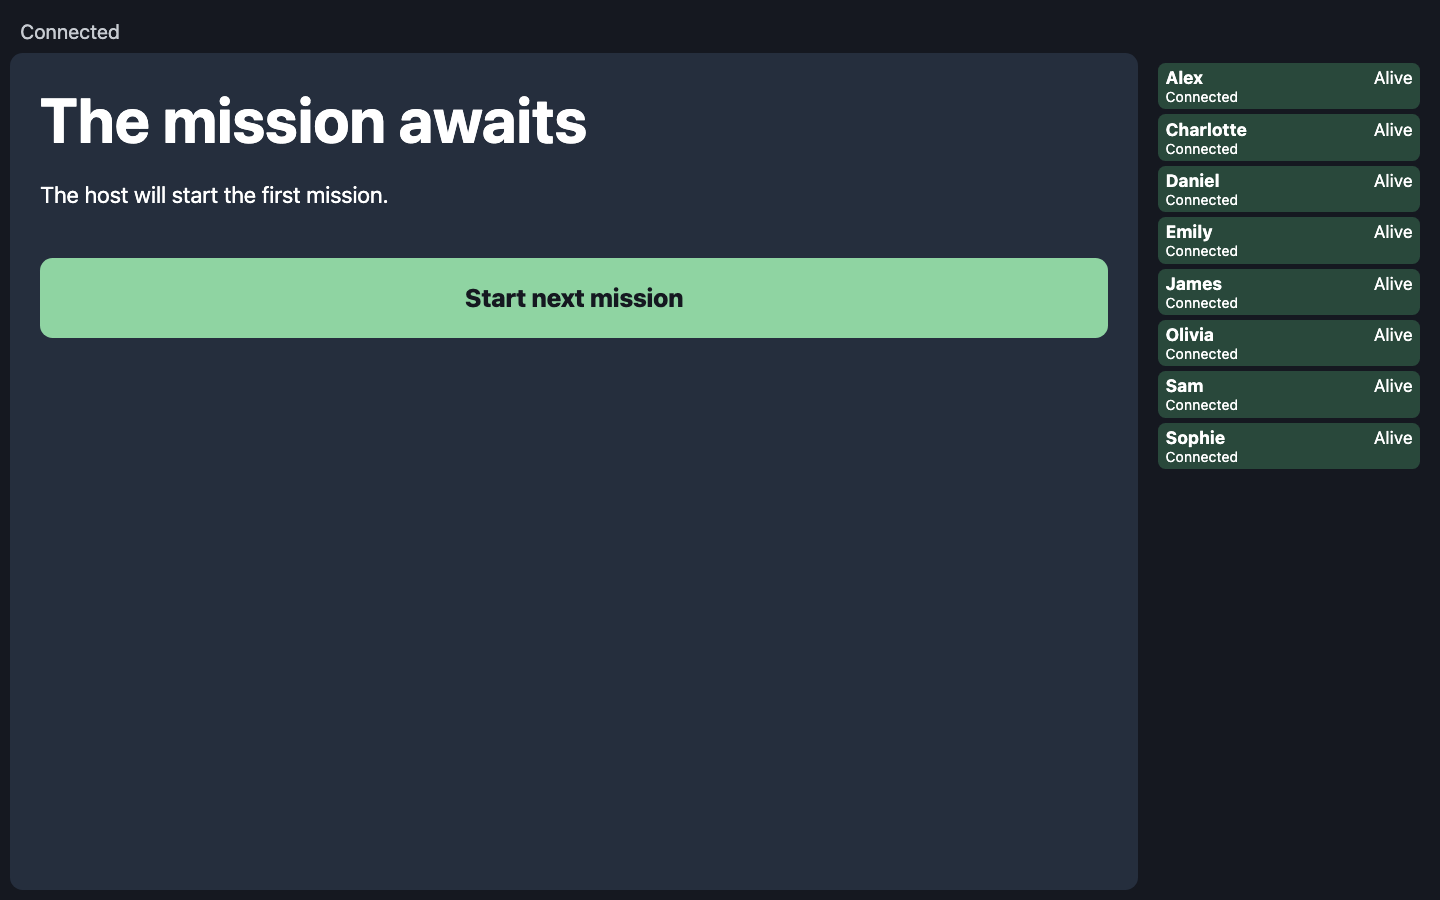 Connected
The mission awaits
The host will start the first mission.
Start next mission
Alex Alive
Connected
Charlotte Alive
Connected
Daniel Alive
Connected
Emily Alive
Connected
James Alive
Connected
Olivia Alive
Connected
Sam Alive
Connected
Sophie Alive
Connected